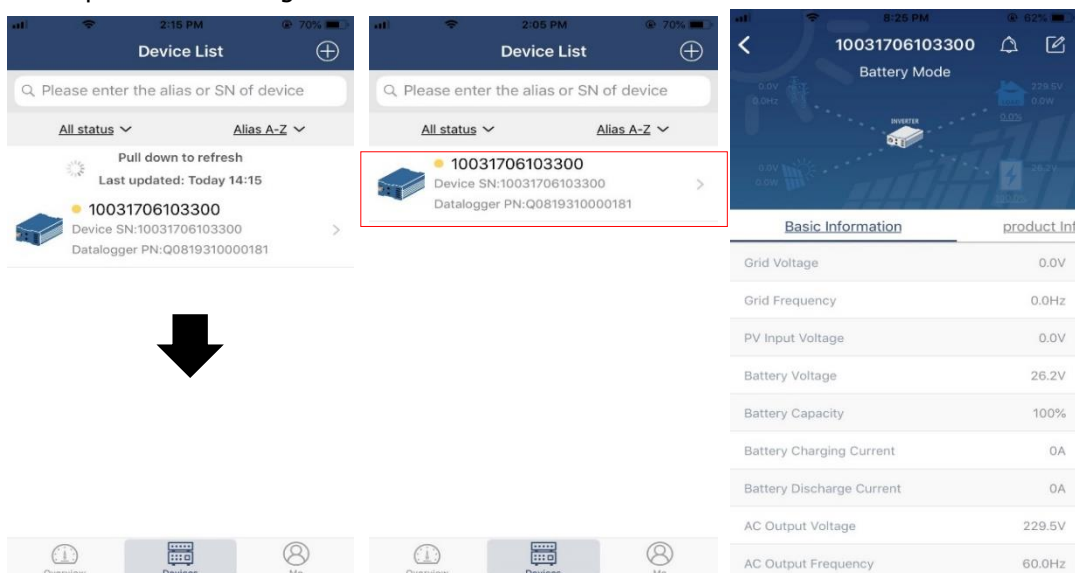 2:15 PM
70%
Device List
Please enter the alias or SN of device
All status
Alias A-Z
Pull down to refresh
Last updated: Today 14:15
10031706103300
Device SN:10031706103300
Datalogger PN:Q0819310000181
Devices
2:05 PM
70%
Device List
Please enter the alias or SN of device
All status
Alias A-Z
10031706103300
Device SN:10031706103300
Datalogger PN:Q0819310000181
Devices
8:25 PM
62%
10031706103300
Battery Mode
0.0V
0.0Hz
229.5V
0.0W
0.0%
INVERTER
0.0V
0.0W
26.2V
Basic Information
product Inf
Grid Voltage 0.0V
Grid Frequency 0.0Hz
PV Input Voltage 0.0V
Battery Voltage 26.2V
Battery Capacity 100%
Battery Charging Current 0A
Battery Discharge Current 0A
AC Output Voltage 229.5V
AC Output Frequency 60.0Hz